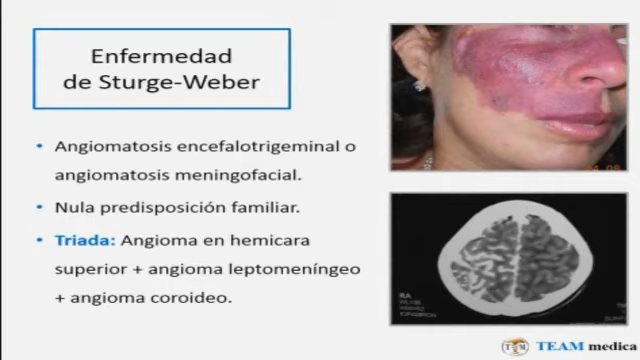 Enfermedad
de Sturge-Weber
• Angiomatosis encefalotrigeminal o
angiomatosis meningofacial.
• Nula predisposición familiar.
• Triada: Angioma en hemicara
superior + angioma leptomeníngeo
+ angioma coroideo.
RA
TEAM medica